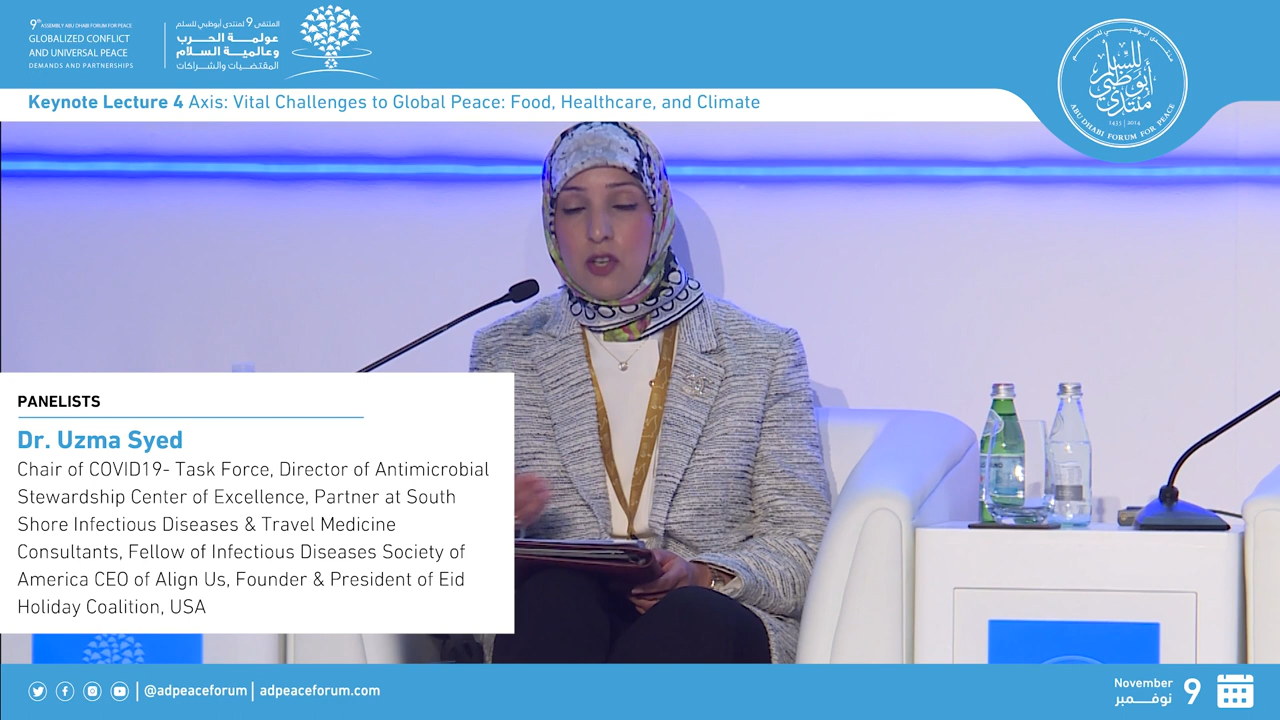 9th ASSEMBLY ABU DHABI FORUM FOR PEACE
GLOBALIZED CONFLICT
AND UNIVERSAL PEACE
DEMANDS AND PARTNERSHIPS
الملتقى 9 لمنتدى أبوظبي للسلم
عولمة الحرب
وعالمية السلام
المقتضيات والشراكات
منتدى أبوظبي للسلم
1435 | 2014
ABU DHABI FORUM FOR PEACE
Keynote Lecture 4 Axis: Vital Challenges to Global Peace: Food, Healthcare, and Climate
PANELISTS
Dr. Uzma Syed
Chair of COVID19- Task Force, Director of Antimicrobial
Stewardship Center of Excellence, Partner at South
Shore Infectious Diseases & Travel Medicine
Consultants, Fellow of Infectious Diseases Society of
America CEO of Align Us, Founder & President of Eid
Holiday Coalition, USA
@adpeaceforum | adpeaceforum.com
November
نوفمبر
9